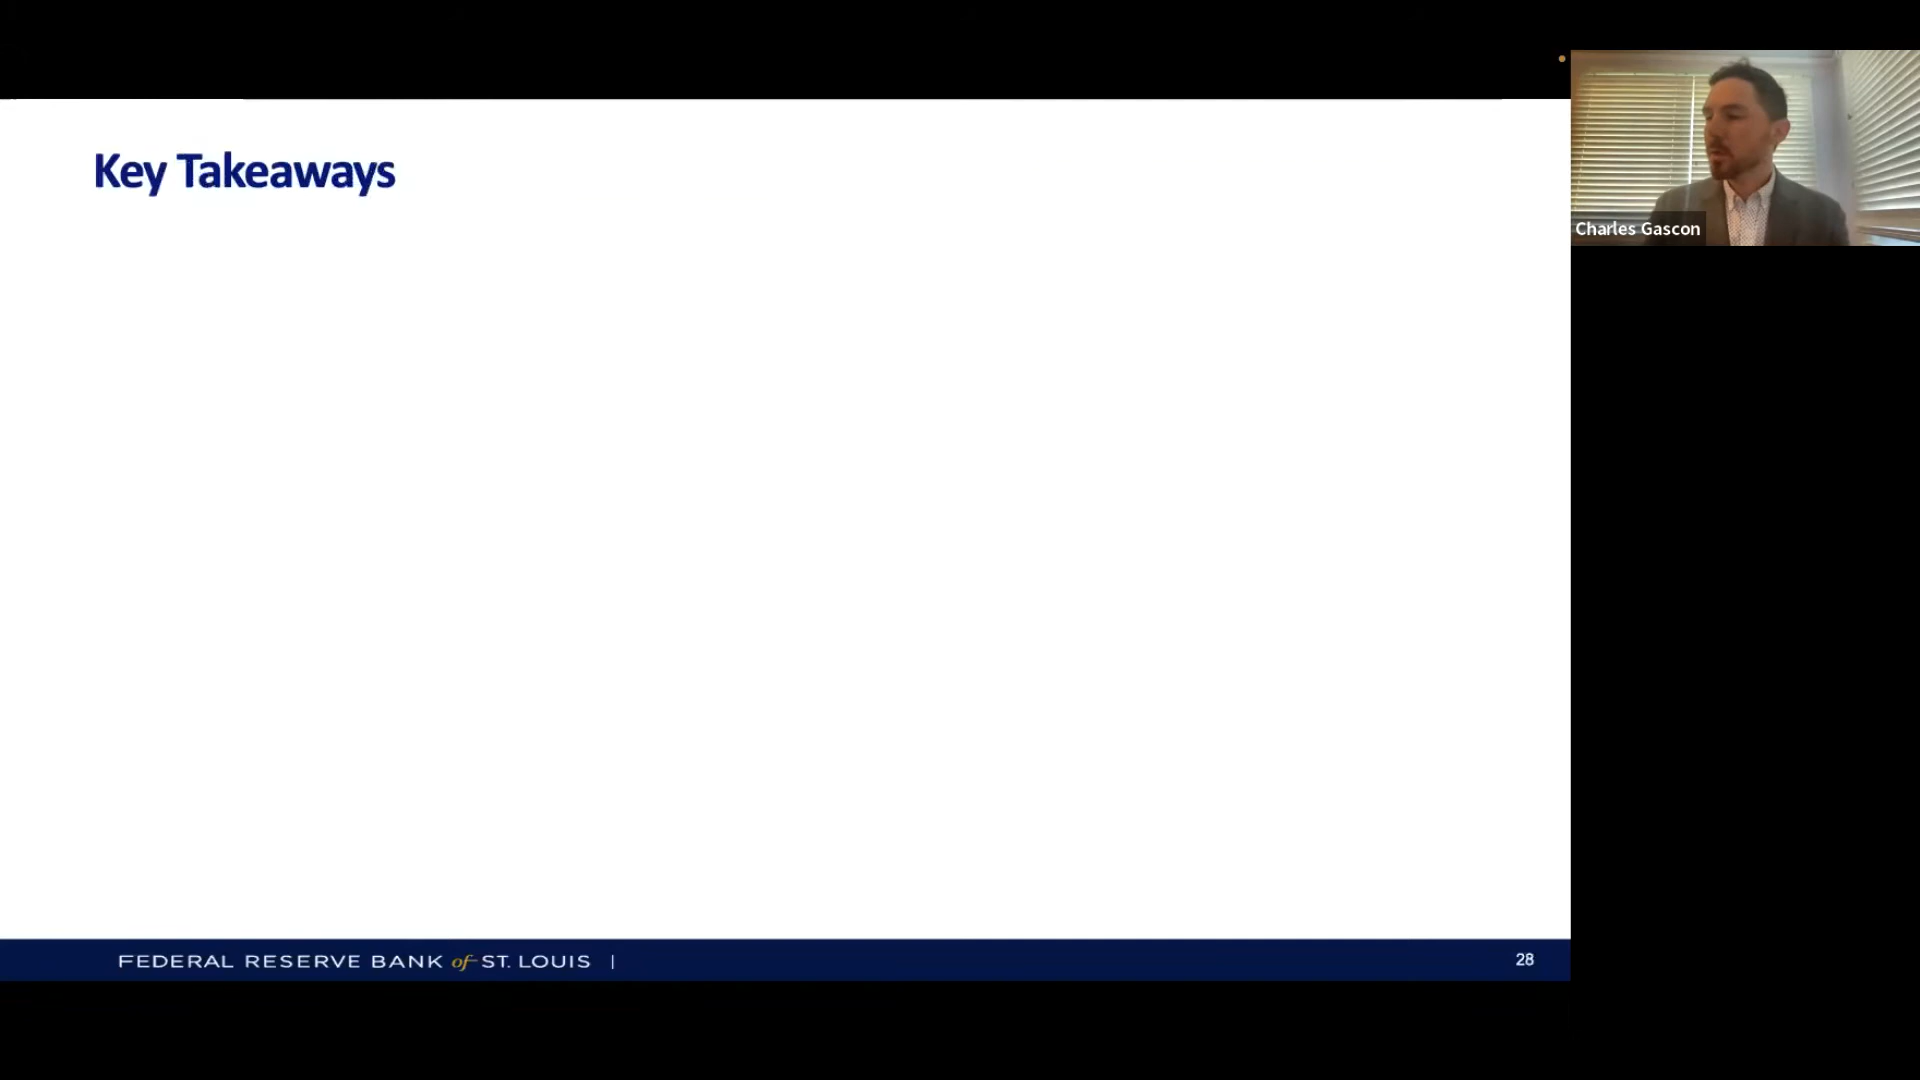 Key Takeaways
Charles Gascon
FEDERAL RESERVE BANK of ST. LOUIS |
28